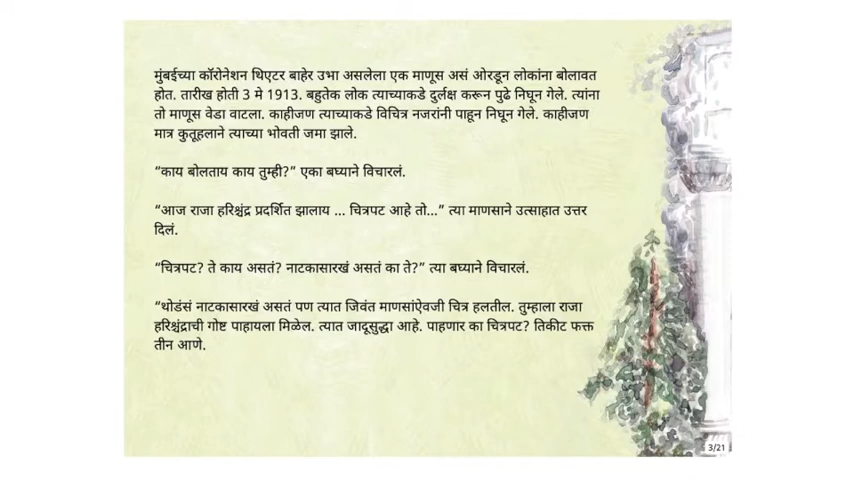 मुंबईच्या कॉरोनेशन थिएटर बाहेर उभा असलेला एक माणूस असं ओरडून लोकांना बोलावत
होत. तारीख होती 3 मे 1913. बहुतेक लोक त्याच्याकडे दुर्लक्ष करून पुढे निघून गेले. त्यांना
तो माणूस वेडा वाटला. काहीजण त्याच्याकडे विचित्र नजरांनी पाहून निघून गेले. काहीजण
मात्र कुतूहलाने त्याच्या भोवती जमा झाले.
“काय बोलताय काय तुम्ही?” एका बघ्याने विचारलं.
“आज राजा हरिश्चंद्र प्रदर्शित झालाय ... चित्रपट आहे तो...” त्या माणसाने उत्साहात उत्तर
दिलं.
“चित्रपट? ते काय असतं? नाटकासारखं असतं का ते?” त्या बघ्याने विचारलं.
“थोडंसं नाटकासारखं असतं पण त्यात जिवंत माणसांऐवजी चित्र हलतील. तुम्हाला राजा
हरिश्चंद्राची गोष्ट पाहायला मिळेल. त्यात जादूसुद्धा आहे. पाहणार का चित्रपट? तिकीट फक्त
तीन आणे.
3/21